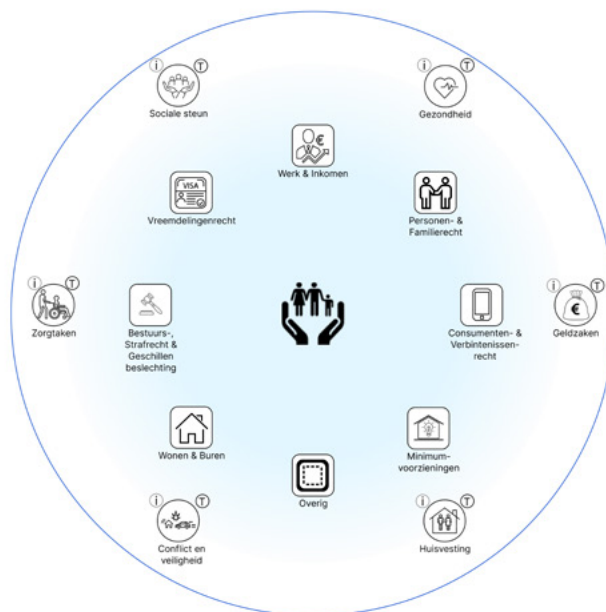 i T
Sociale steun
i T
Gezondheid
€
Werk & Inkomen
VISA
Vreemdelingenrecht
Personen- &
Familierecht
i T
Zorgtaken
Bestuurs-,
Strafrecht &
Geschillen
beslechting
Consumenten- &
Verbintenissen-
recht
i T
€
Geldzaken
Wonen & Buren
Minimum-
voorzieningen
Overig
i T
Conflict en
veiligheid
i T
Huisvesting